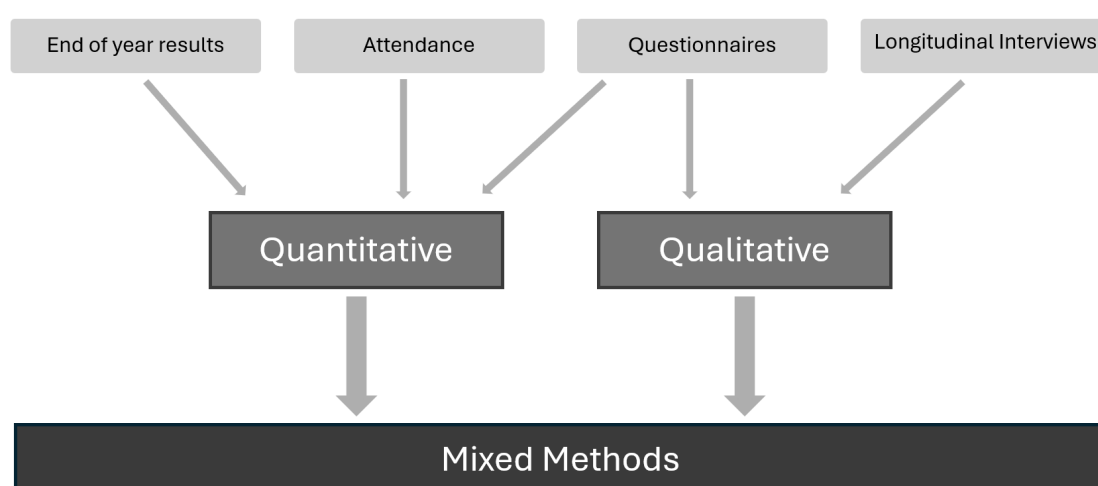 End of year results
Attendance
Questionnaires
Longitudinal Interviews
Quantitative
Qualitative
Mixed Methods